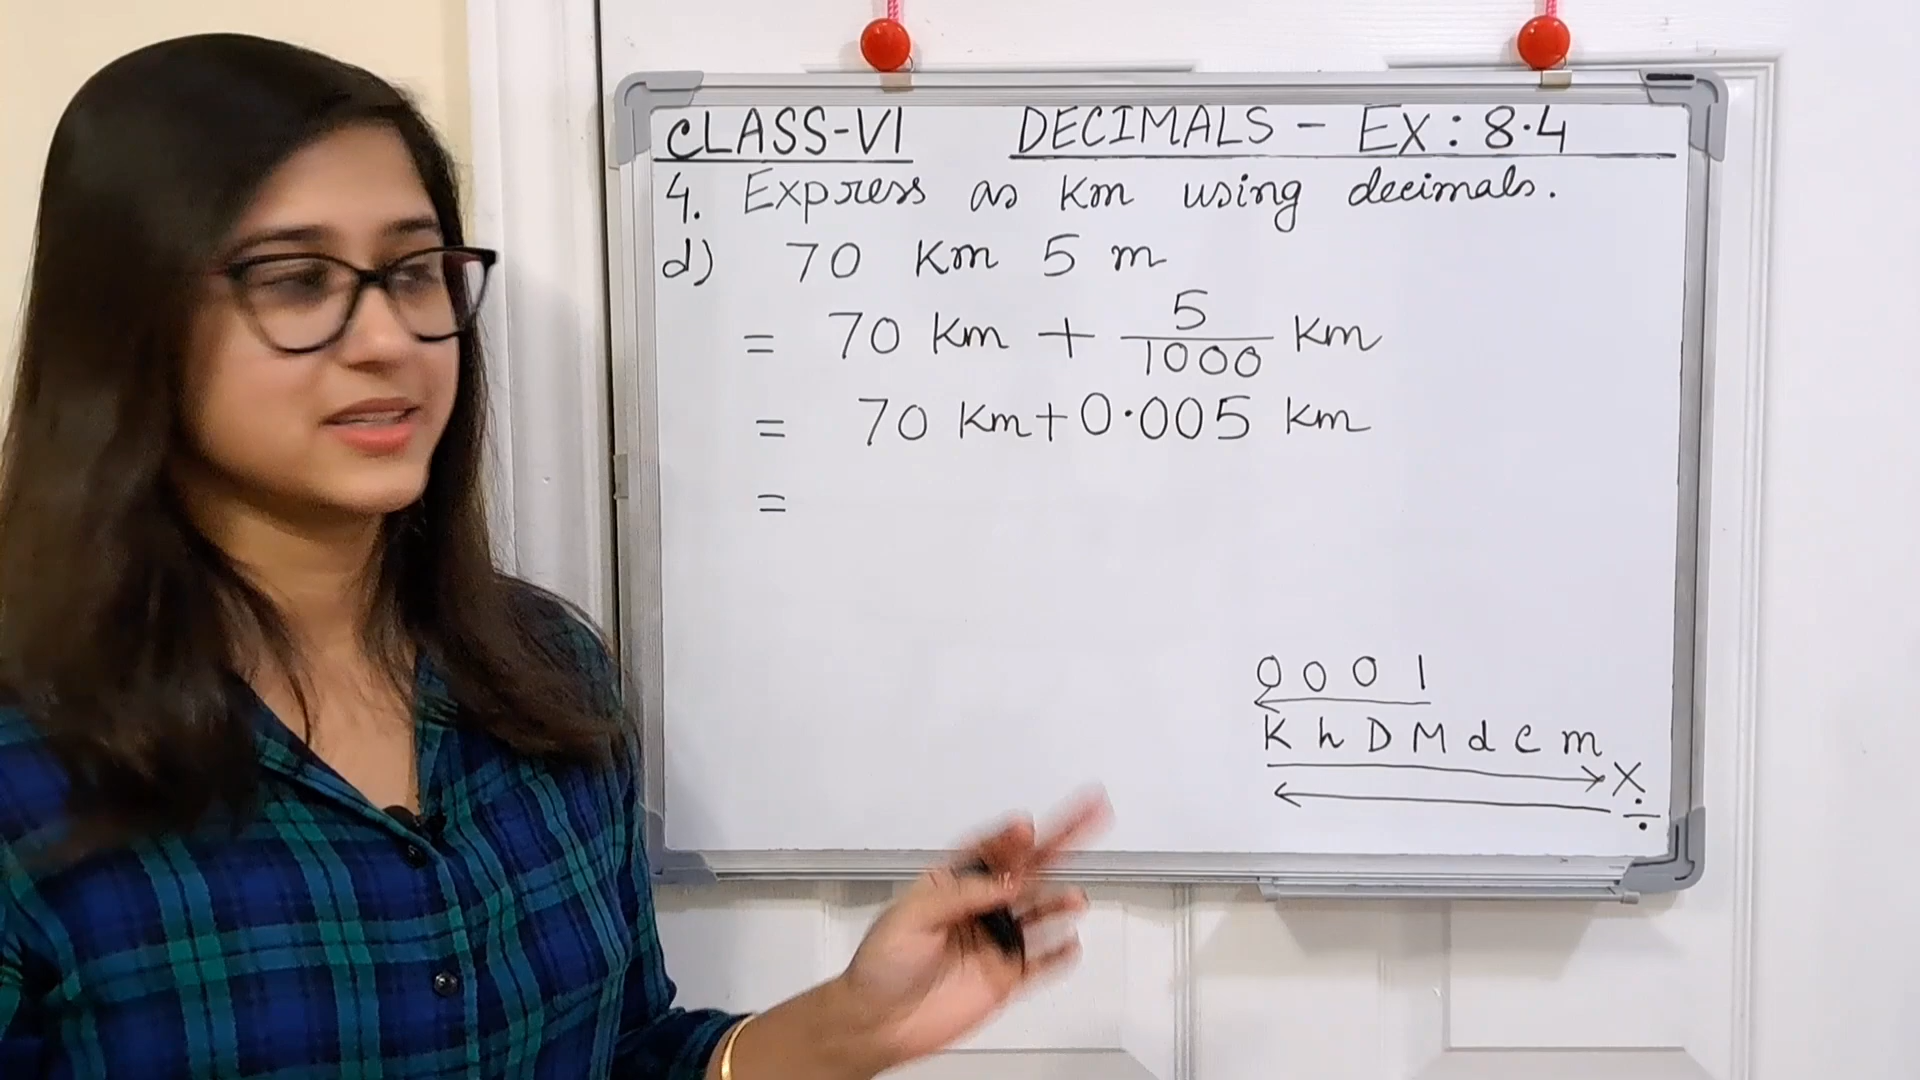 CLASS-VI DECIMALS - EX: 8.4
4. Express as Km using decimals.
d) 70 Km 5 m
= 70 Km + 5/1000 Km
= 70 Km + 0.005 Km
=
0 0 0 1
K h D M d c m
×
÷